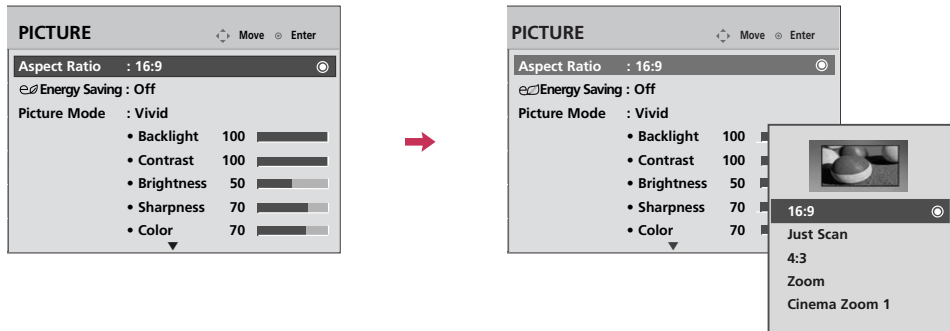 PICTURE Move Enter
Aspect Ratio : 16:9
Energy Saving : Off
Picture Mode : Vivid
• Backlight 100
• Contrast 100
• Brightness 50
• Sharpness 70
• Color 70
PICTURE Move Enter
Aspect Ratio : 16:9
Energy Saving : Off
Picture Mode : Vivid
• Backlight 100
• Contrast 100
• Brightness 50
• Sharpness 70
• Color 70
16:9
Just Scan
4:3
Zoom
Cinema Zoom 1